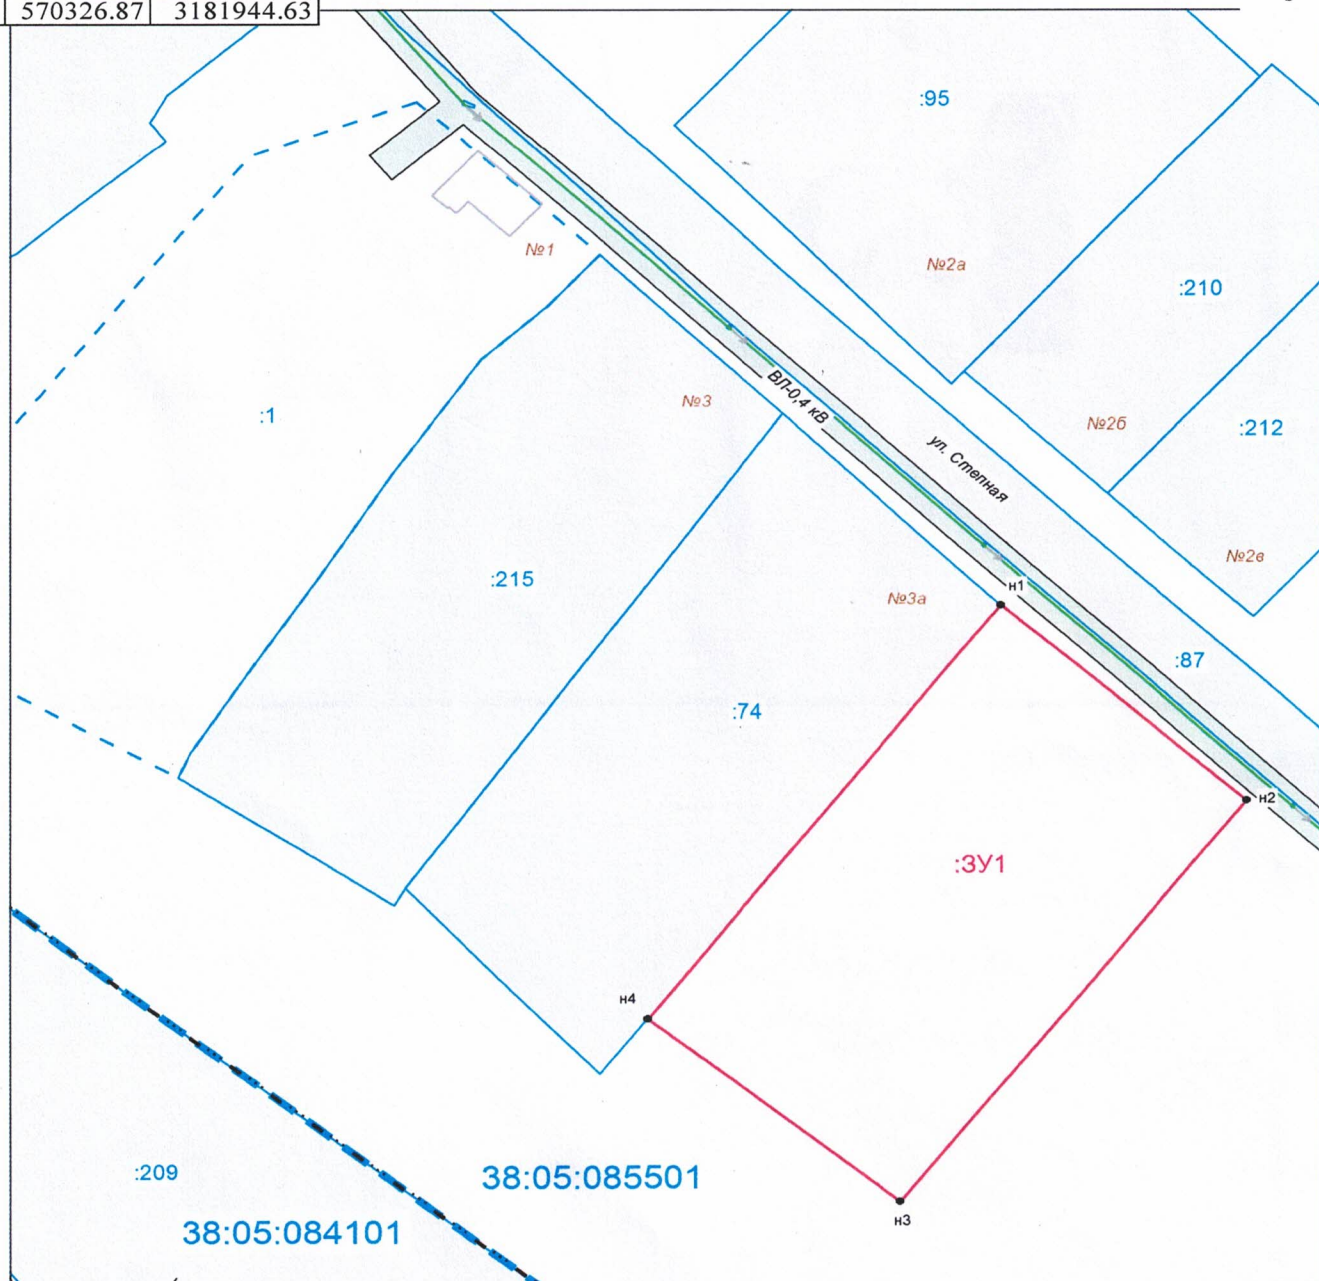 570326.87 3181944.63
:95
№1
№2а
:210
:1
№3
ВЛ-0,4 кВ
№2б
:212
ул. Степная
№2в
:215
н1
№3а
:87
:74
н2
:ЗУ1
н4
:209
38:05:085501
н3
38:05:084101